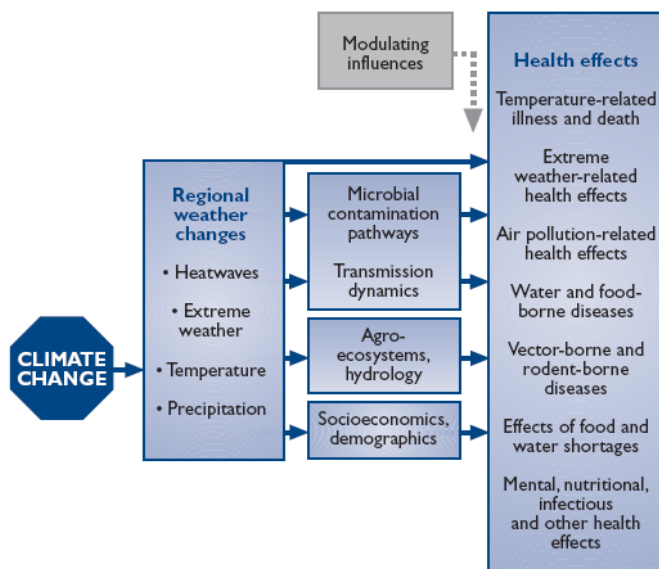 Modulating
influences
Health effects
Temperature-related
illness and death
Extreme
weather-related
health effects
Air pollution-related
health effects
Water and food-
borne diseases
Vector-borne and
rodent-borne
diseases
Effects of food and
water shortages
Mental, nutritional,
infectious
and other health
effects
Regional
weather
changes
• Heatwaves
• Extreme
weather
• Temperature
• Precipitation
Microbial
contamination
pathways
Transmission
dynamics
Agro-
ecosystems,
hydrology
Socioeconomics,
demographics
CLIMATE
CHANGE